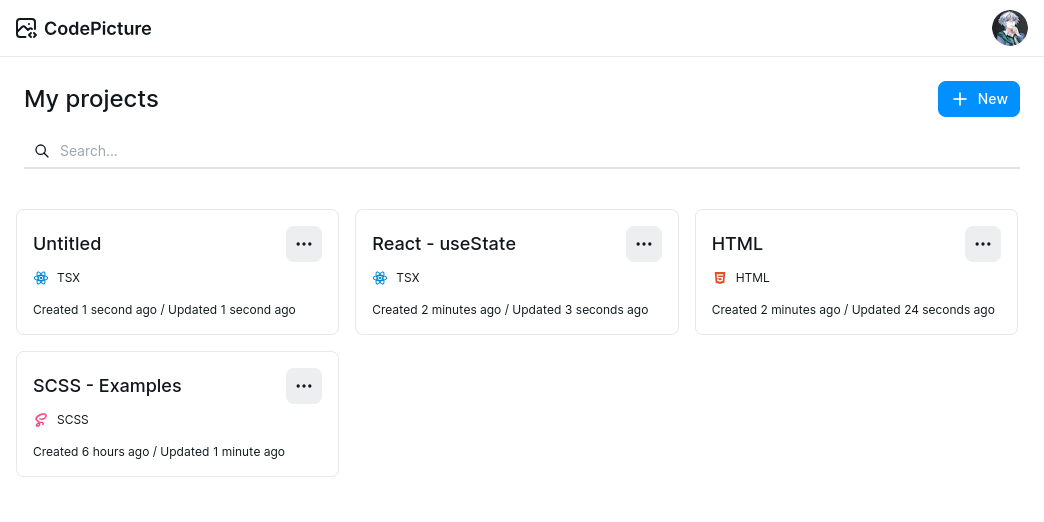 CodePicture
My projects
New
Search...
Untitled
TSX
Created 1 second ago / Updated 1 second ago
React - useState
TSX
Created 2 minutes ago / Updated 3 seconds ago
HTML
HTML
Created 2 minutes ago / Updated 24 seconds ago
SCSS - Examples
SCSS
Created 6 hours ago / Updated 1 minute ago